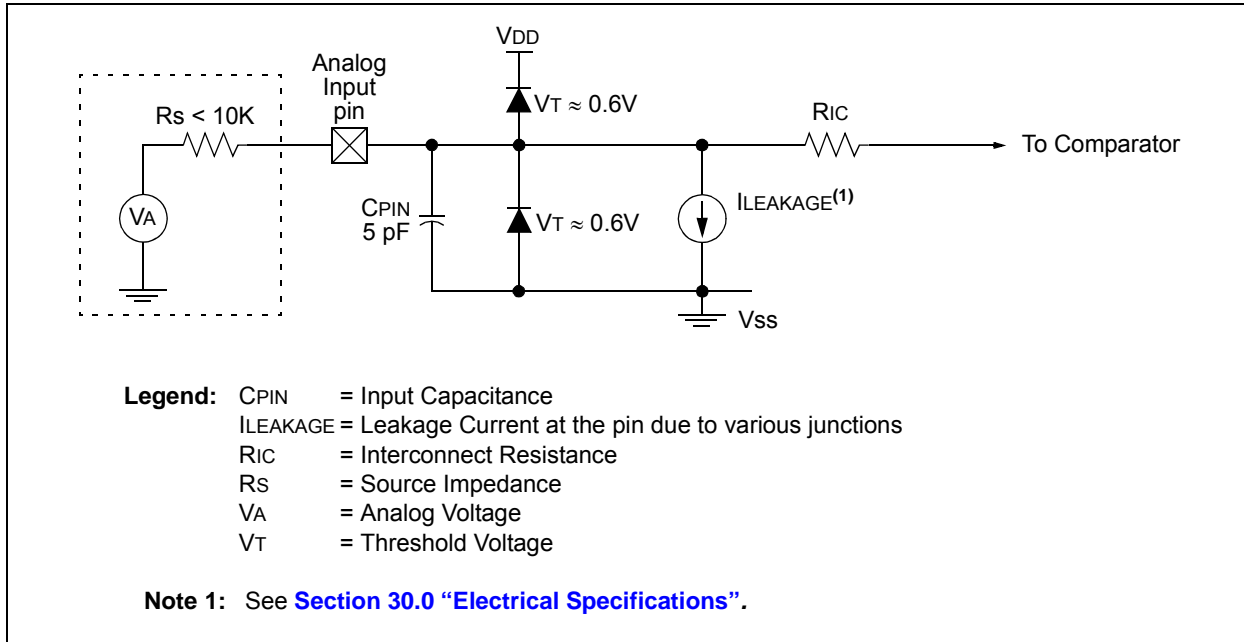 VDD
Analog
Input
pin
Rs < 10K
VT ≈ 0.6V
RIC
To Comparator
VA
CPIN
5 pF
VT ≈ 0.6V
ILEAKAGE(1)
Vss
Legend: CPIN = Input Capacitance
ILEAKAGE = Leakage Current at the pin due to various junctions
RIC = Interconnect Resistance
RS = Source Impedance
VA = Analog Voltage
VT = Threshold Voltage
Note 1: See Section 30.0 “Electrical Specifications”.